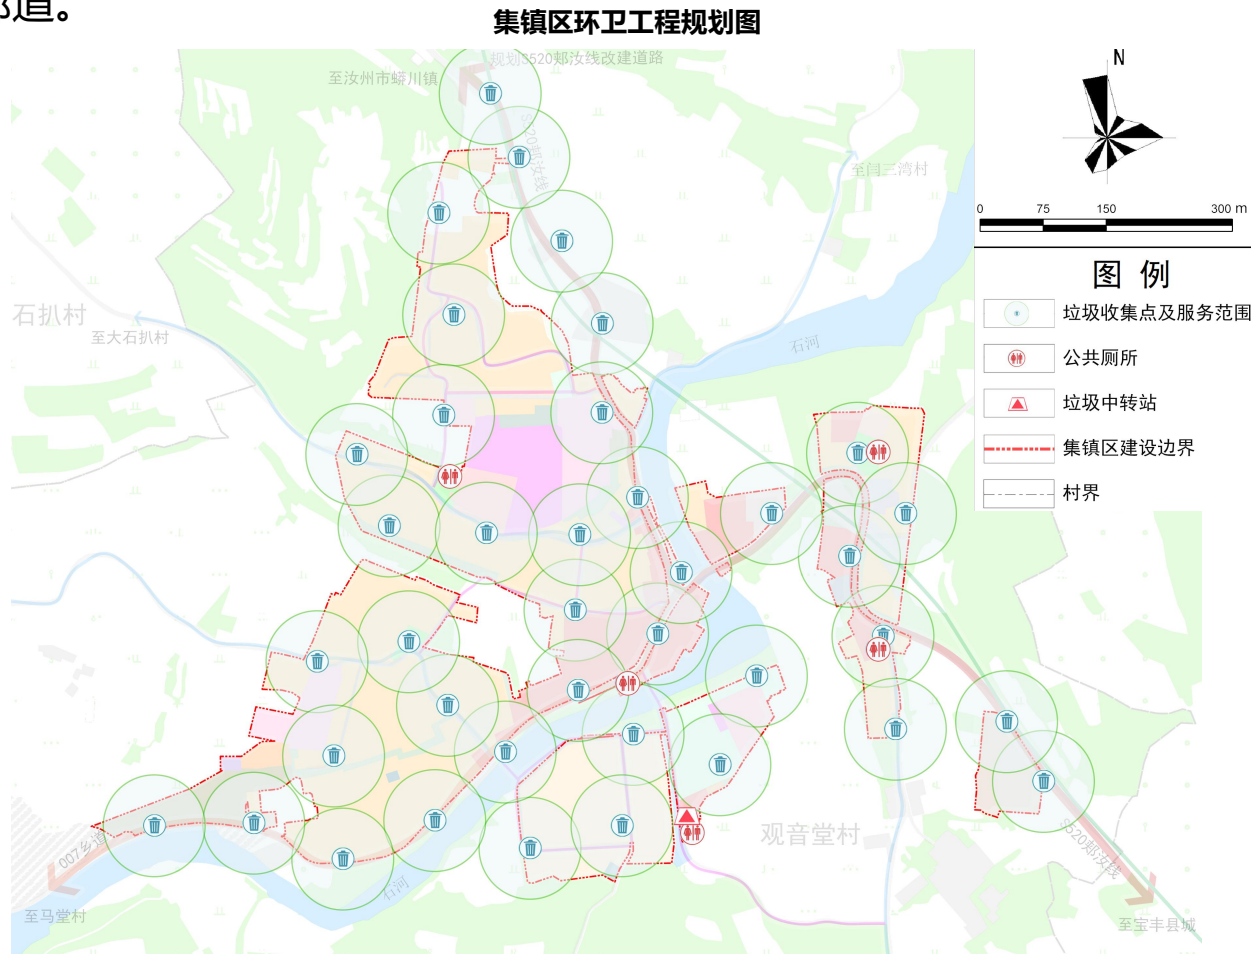 郎道。
集镇区环卫工程规划图
规划S520郏汝线改建道路
至汝州市蟒川镇
S520郏汝线
至闫三湾村
N
0 75 150 300 m
图 例
垃圾收集点及服务范围
公共厕所
垃圾中转站
集镇区建设边界
村界
石扒村
至大石扒村
石河
007乡道
至马堂村
石河
观音堂村
S520郏汝线
至宝丰县城